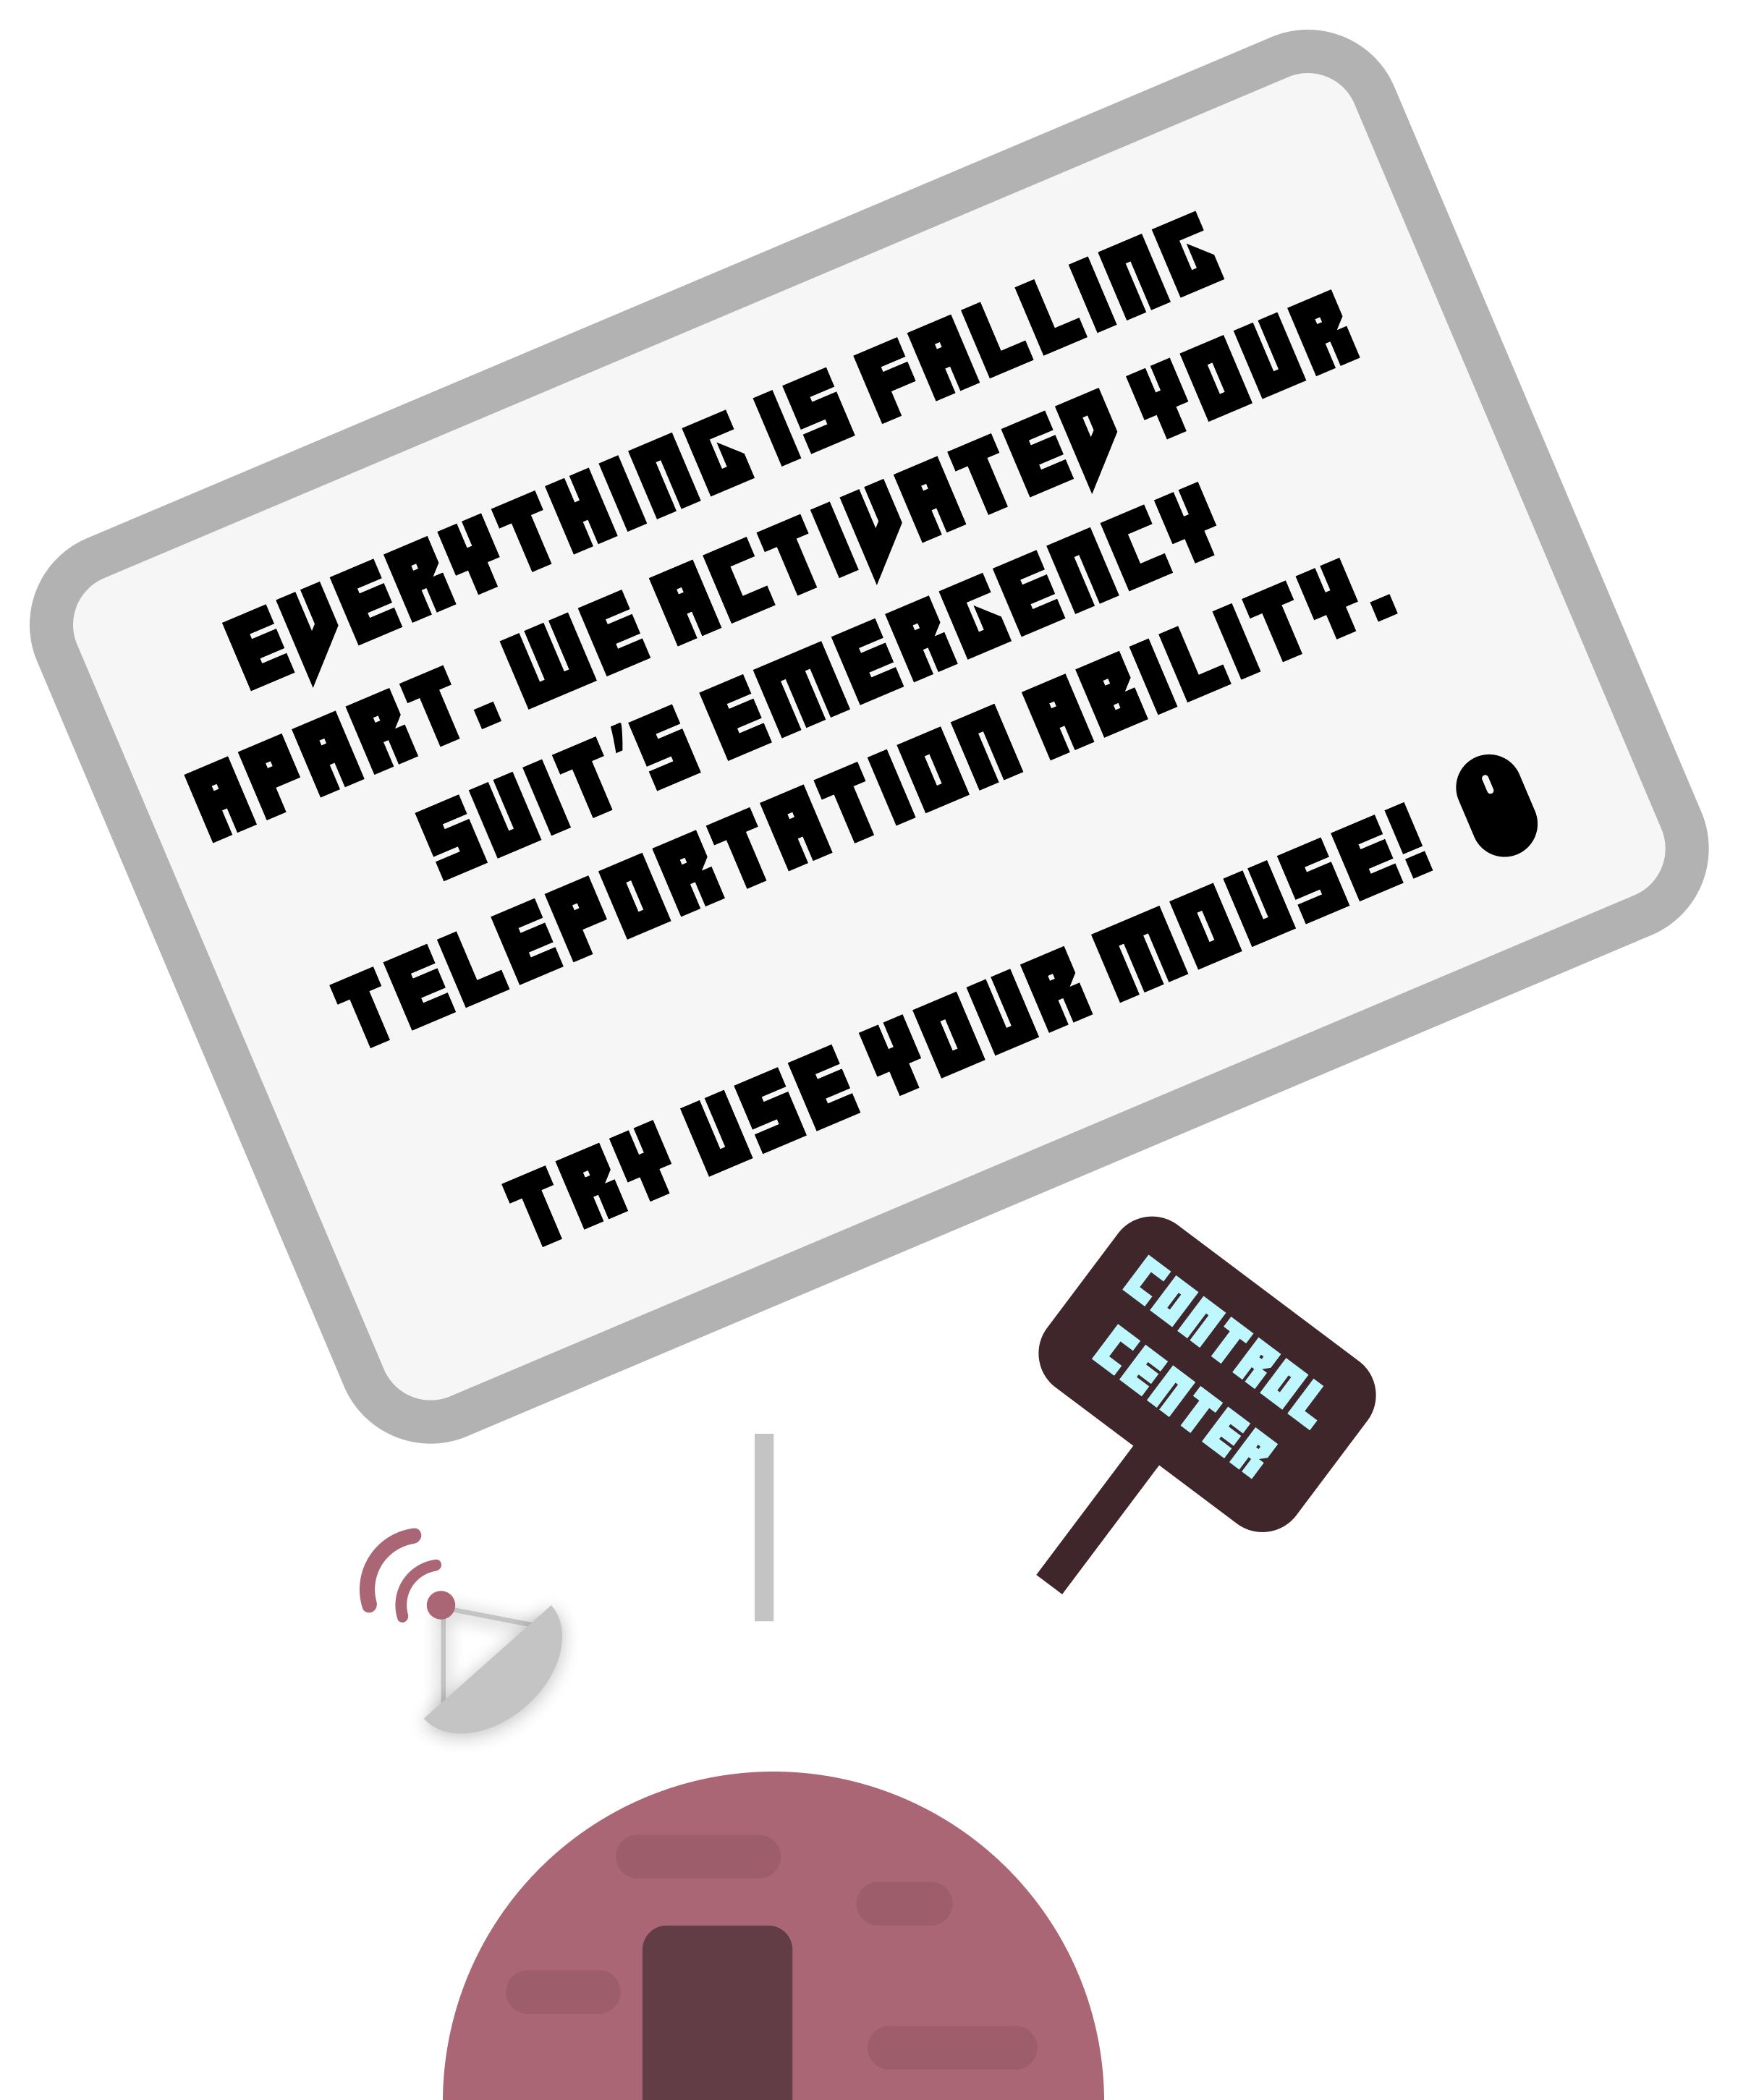 EVERYTHING IS FALLING
APART. WE ACTIVATED YOUR
SUIT'S EMERGENCY
TELEPORTATION ABILITY.
TRY USE YOUR MOUSE!
CONTROL
CENTER